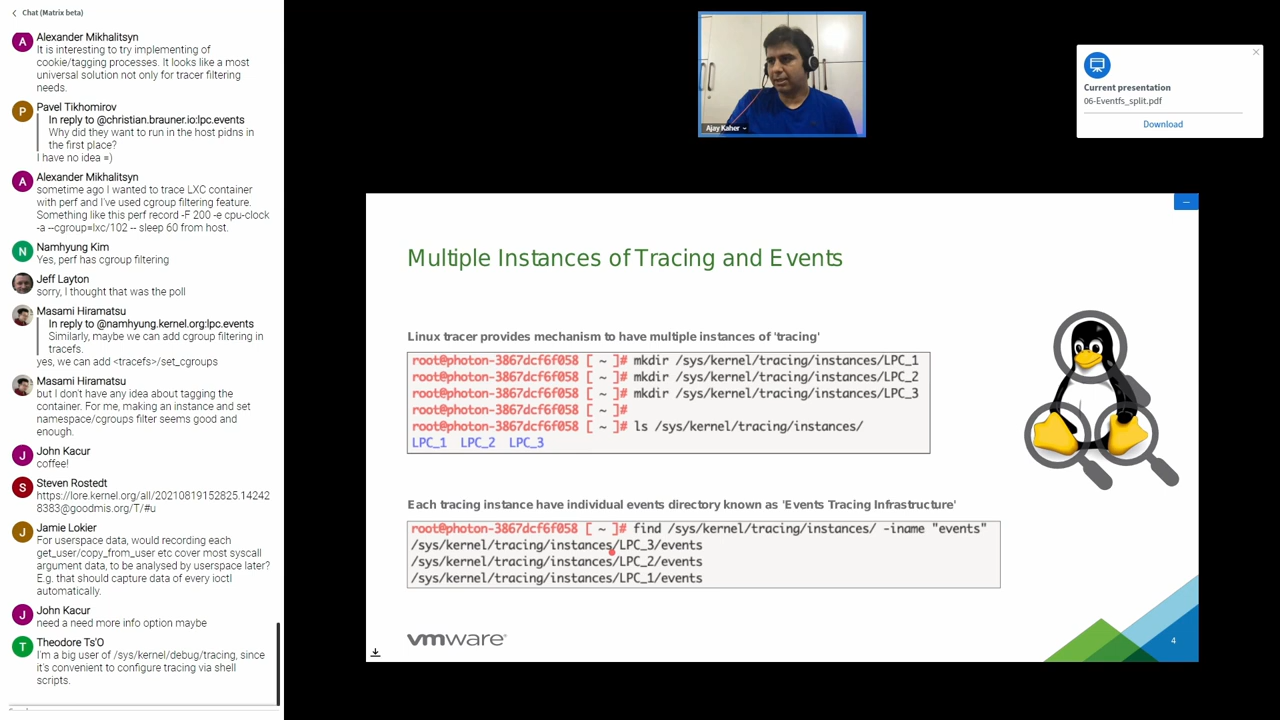 Chat (Matrix beta)
A
Alexander Mikhalitsyn
It is interesting to try implementing of
cookie/tagging processes. It looks like a most
universal solution not only for tracer filtering
needs.
P
Pavel Tikhomirov
In reply to @christian.brauner.io:lpc.events
Why did they want to run in the host pidns in
the first place?
I have no idea =)
A
Alexander Mikhalitsyn
sometime ago I wanted to trace LXC container
with perf and I've used cgroup filtering feature.
Something like this perf record -F 200 -e cpu-clock
-a --cgroup=lxc/102 -- sleep 60 from host.
N
Namhyung Kim
Yes, perf has cgroup filtering
Jeff Layton
sorry, I thought that was the poll
Masami Hiramatsu
In reply to @namhyung.kernel.org:lpc.events
Similarly, maybe we can add cgroup filtering in
tracefs.
yes, we can add <tracefs>/set_cgroups
Masami Hiramatsu
but I don't have any idea about tagging the
container. For me, making an instance and set
namespace/cgroups filter seems good and
enough.
J
John Kacur
coffee!
S
Steven Rostedt
https://lore.kernel.org/all/20210819152825.14242
8383@goodmis.org/T/#u
J
Jamie Lokier
For userspace data, would recording each
get_user/copy_from_user etc cover most syscall
argument data, to be analysed by userspace later?
E.g. that should capture data of every ioctl
automatically.
J
John Kacur
need a need more info option maybe
T
Theodore Ts'O
I'm a big user of /sys/kernel/debug/tracing, since
it's convenient to configure tracing via shell
scripts.
Ajay Kaher
Current presentation
06-Eventfs_split.pdf
Download
Multiple Instances of Tracing and Events
Linux tracer provides mechanism to have multiple instances of 'tracing'
root@photon-3867dcf6f058 [ ~ ]# mkdir /sys/kernel/tracing/instances/LPC_1
root@photon-3867dcf6f058 [ ~ ]# mkdir /sys/kernel/tracing/instances/LPC_2
root@photon-3867dcf6f058 [ ~ ]# mkdir /sys/kernel/tracing/instances/LPC_3
root@photon-3867dcf6f058 [ ~ ]#
root@photon-3867dcf6f058 [ ~ ]# ls /sys/kernel/tracing/instances/
LPC_1 LPC_2 LPC_3
Each tracing instance have individual events directory known as 'Events Tracing Infrastructure'
root@photon-3867dcf6f058 [ ~ ]# find /sys/kernel/tracing/instances/ -iname "events"
/sys/kernel/tracing/instances/LPC_3/events
/sys/kernel/tracing/instances/LPC_2/events
/sys/kernel/tracing/instances/LPC_1/events
vmware
4